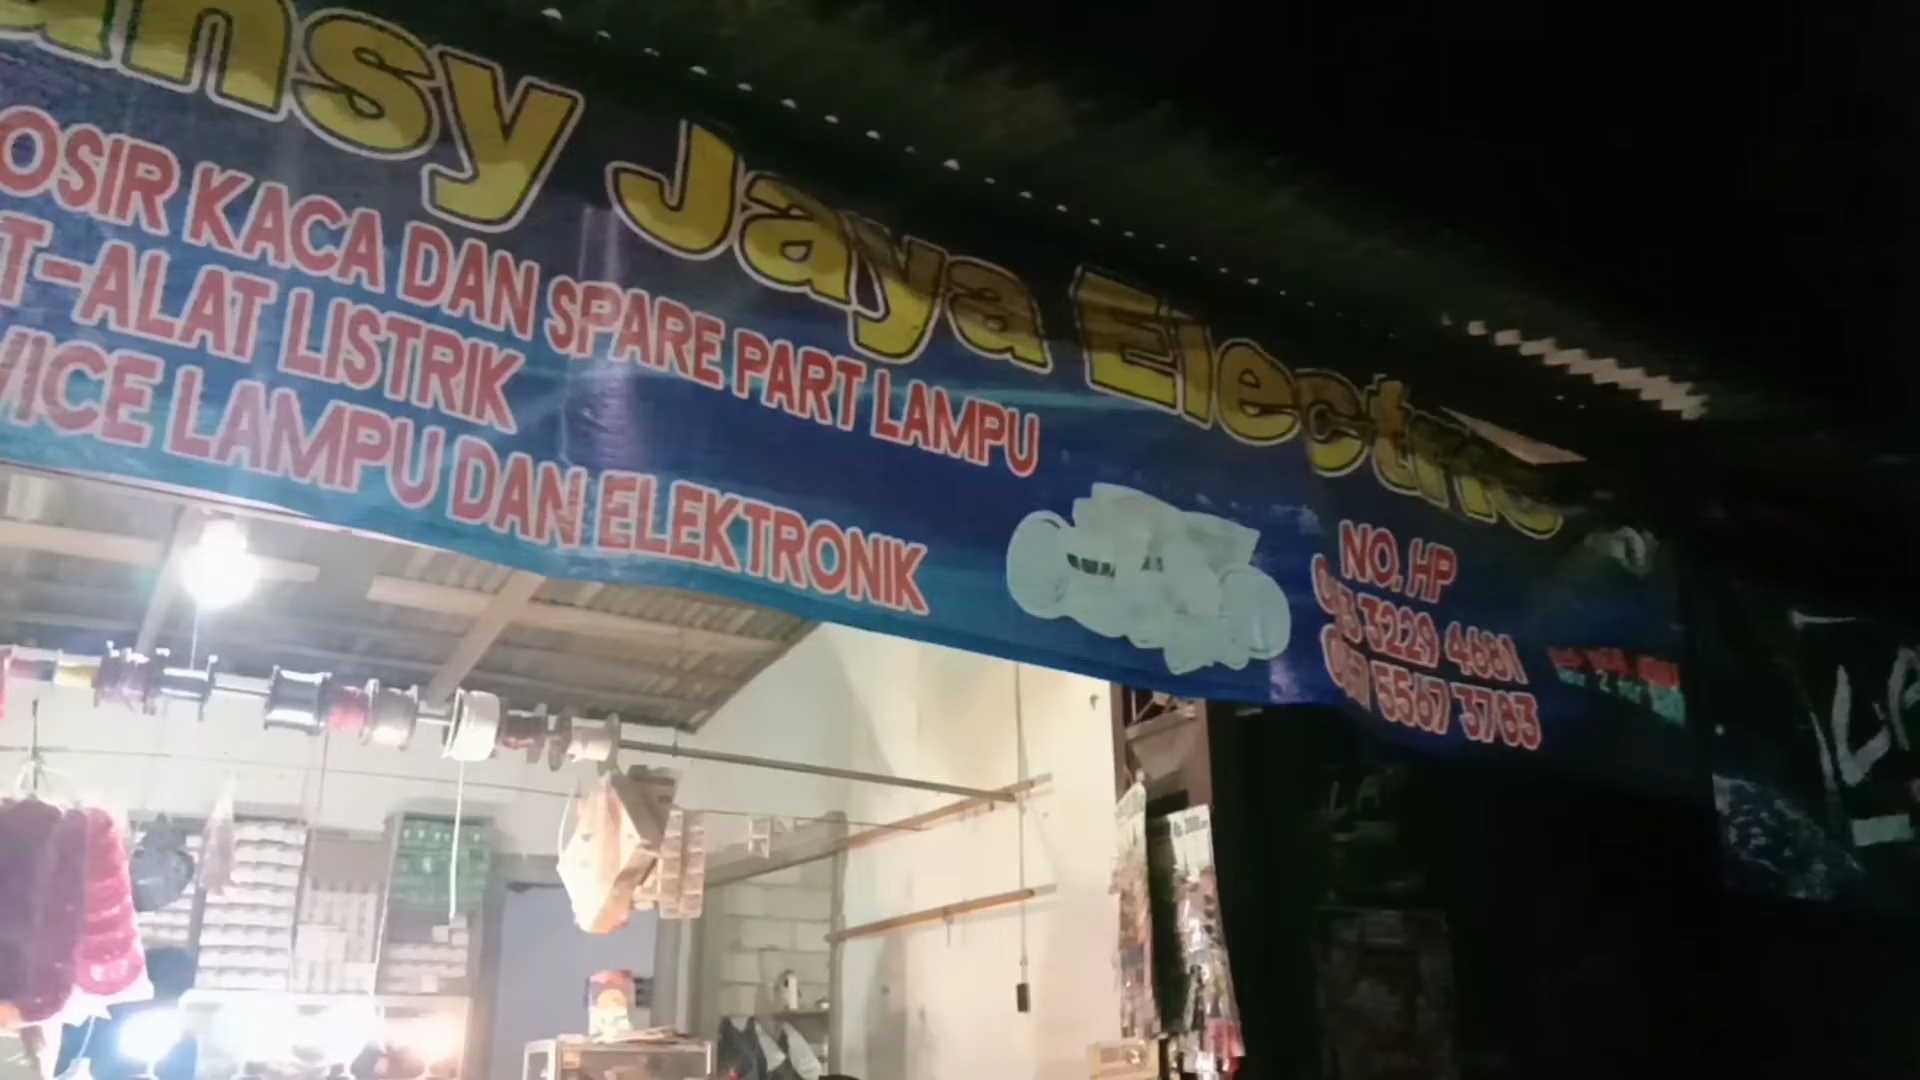 ansy Jaya Electric
OSIR KACA DAN SPARE PART LAMPU
T-ALAT LISTRIK
VICE LAMPU DAN ELEKTRONIK
NO. HP
3229 4681
5567 3783
LA